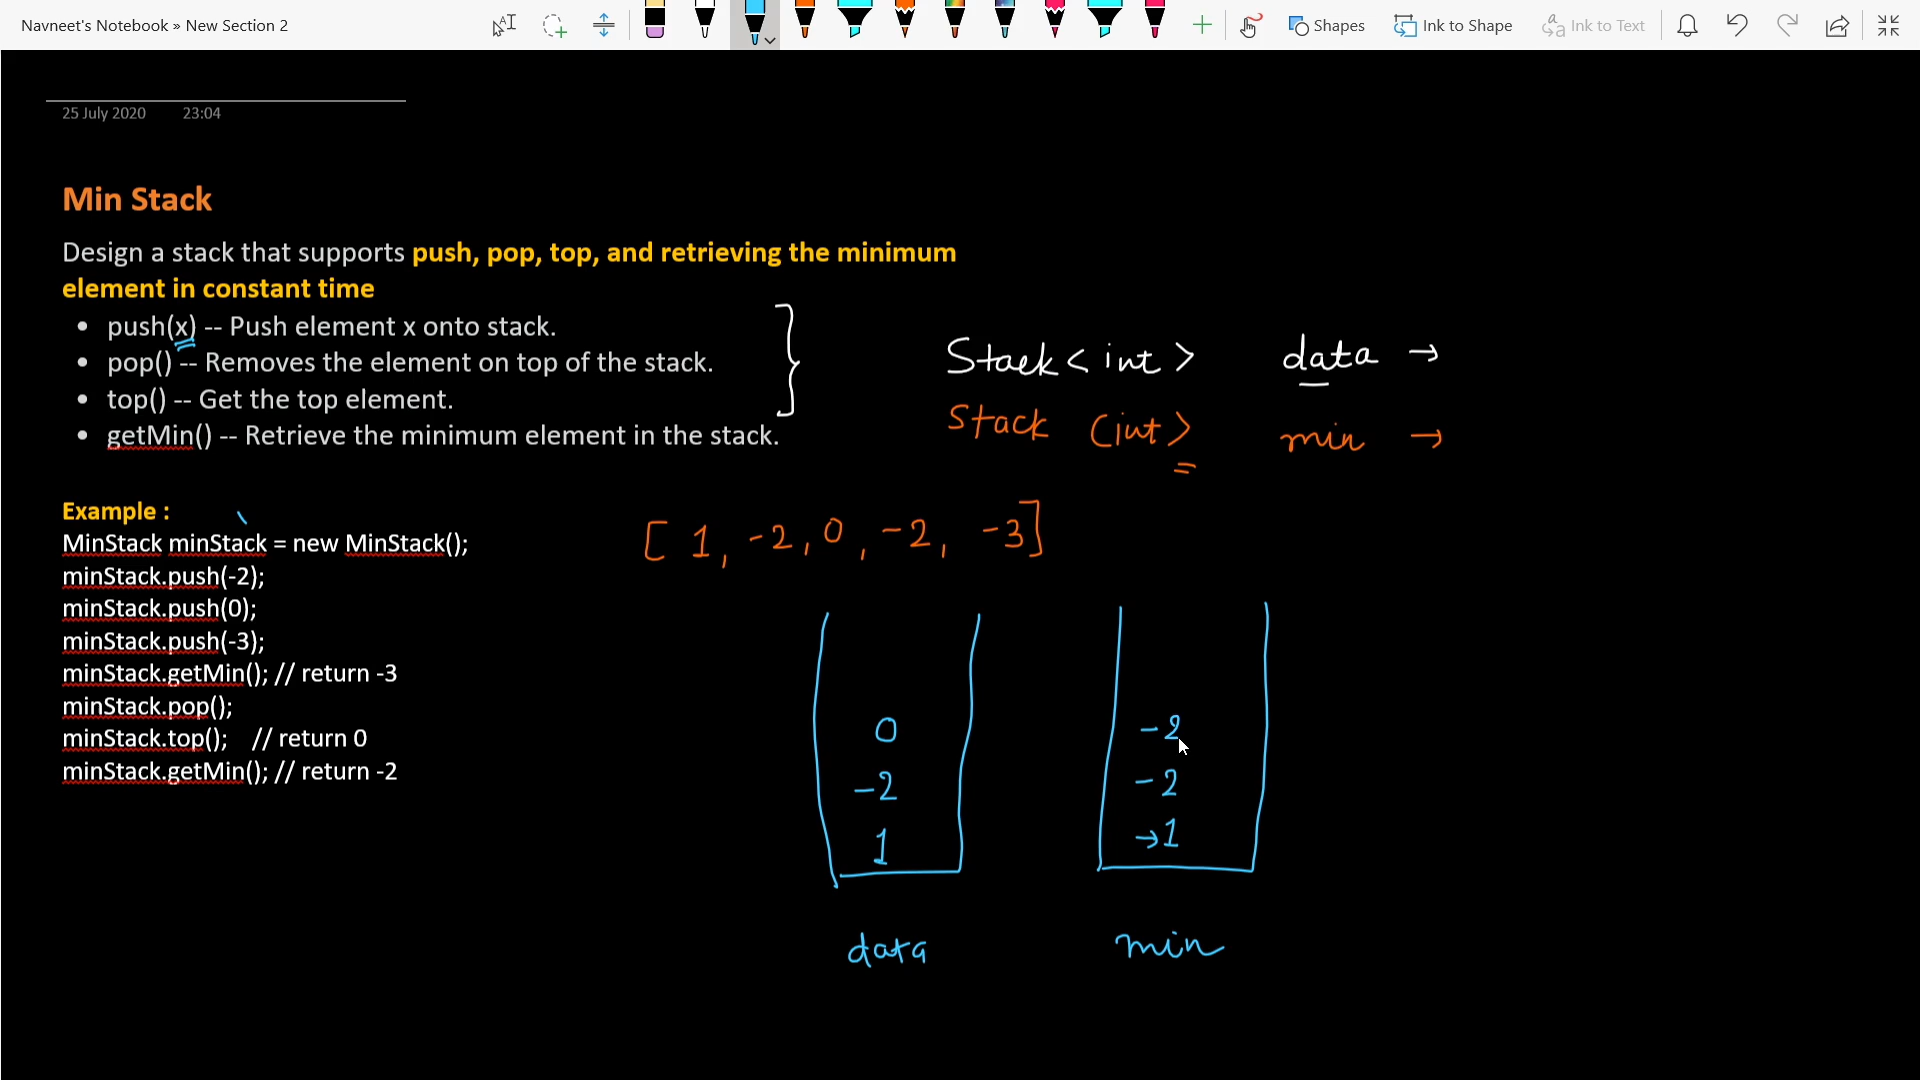 Navneet's Notebook » New Section 2
Shapes
Ink to Shape
Ink to Text
25 July 2020 23:04
Min Stack
Design a stack that supports push, pop, top, and retrieving the minimum
element in constant time
• push(x) -- Push element x onto stack.
• pop() -- Removes the element on top of the stack.
• top() -- Get the top element.
• getMin() -- Retrieve the minimum element in the stack.
Stack < int > data →
Stack (int> min →
Example :
MinStack minStack = new MinStack();
minStack.push(-2);
minStack.push(0);
minStack.push(-3);
minStack.getMin(); // return -3
minStack.pop();
minStack.top(); // return 0
minStack.getMin(); // return -2
[ 1, -2, 0, -2, -3]
0
-2
1
data
-2
-2
→1
min